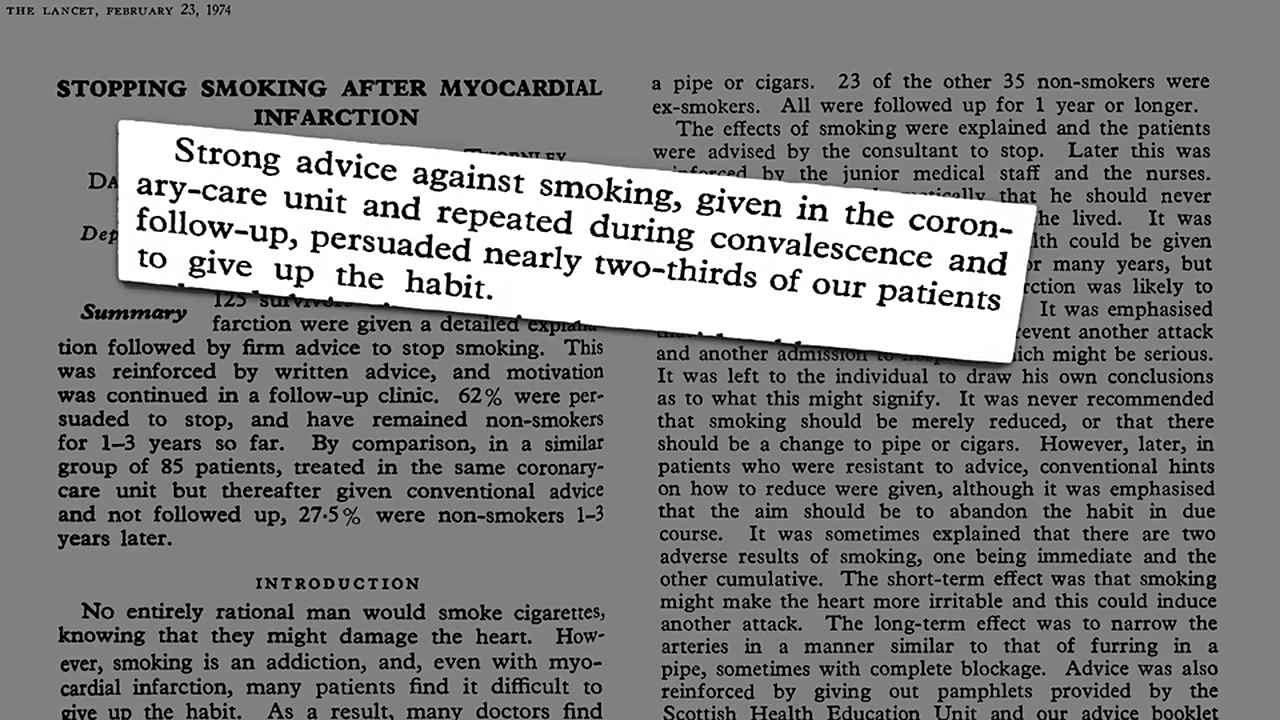 THE LANCET, FEBRUARY 23, 1974
STOPPING SMOKING AFTER MYOCARDIAL
INFARCTION
Strong advice against smoking, given in the coron-
ary-care unit and repeated during convalescence and
follow-up, persuaded nearly two-thirds of our patients
to give up the habit.
Summary
farction were given a detailed
tion followed by firm advice to stop smoking. This
was reinforced by written advice, and motivation
was continued in a follow-up clinic. 62% were per-
suaded to stop, and have remained non-smokers
for 1–3 years so far. By comparison, in a similar
group of 85 patients, treated in the same coronary-
care unit but thereafter given conventional advice
and not followed up, 27·5% were non-smokers 1–3
years later.
INTRODUCTION
No entirely rational man would smoke cigarettes,
knowing that they might damage the heart. How-
ever, smoking is an addiction, and, even with myo-
cardial infarction, many patients find it difficult to
give up the habit. As a result, many doctors find
a pipe or cigars. 23 of the other 35 non-smokers were
ex-smokers. All were followed up for 1 year or longer.
The effects of smoking were explained and the patients
were advised by the consultant to stop. Later this was
by the junior medical staff and the nurses.
that he should never
he lived. It was
could be given
many years, but
was likely to
It was emphasised
another attack
and another admission which might be serious.
It was left to the individual to draw his own conclusions
as to what this might signify. It was never recommended
that smoking should be merely reduced, or that there
should be a change to pipe or cigars. However, later, in
patients who were resistant to advice, conventional hints
on how to reduce were given, although it was emphasised
that the aim should be to abandon the habit in due
course. It was sometimes explained that there are two
adverse results of smoking, one being immediate and the
other cumulative. The short-term effect was that smoking
might make the heart more irritable and this could induce
another attack. The long-term effect was to narrow the
arteries in a manner similar to that of furring in a
pipe, sometimes with complete blockage. Advice was also
reinforced by giving out pamphlets provided by the
Scottish Health Education Unit and our advice booklet